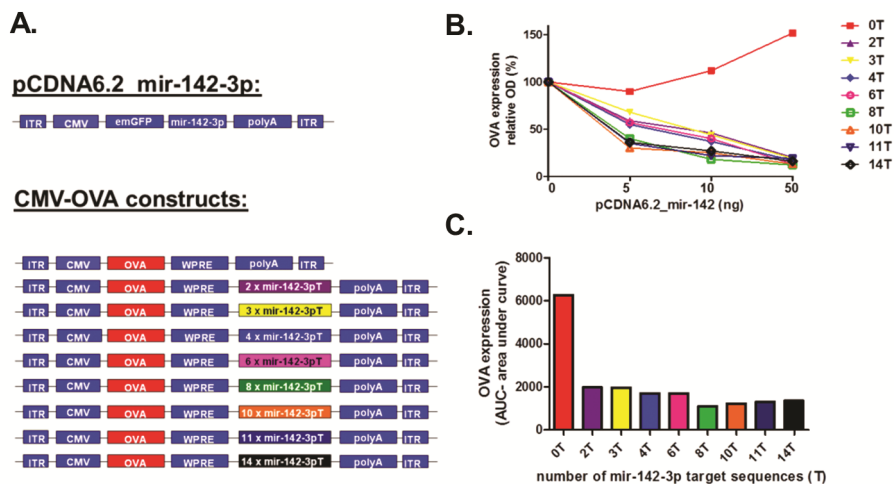 A.
pCDNA6.2_mir-142-3p:
ITR CMV emGFP mir-142-3p polyA ITR
CMV-OVA constructs:
ITR CMV OVA WPRE polyA ITR
ITR CMV OVA WPRE 2 x mir-142-3pT polyA ITR
ITR CMV OVA WPRE 3 x mir-142-3pT polyA ITR
ITR CMV OVA WPRE 4 x mir-142-3pT polyA ITR
ITR CMV OVA WPRE 6 x mir-142-3pT polyA ITR
ITR CMV OVA WPRE 8 x mir-142-3pT polyA ITR
ITR CMV OVA WPRE 10 x mir-142-3pT polyA ITR
ITR CMV OVA WPRE 11 x mir-142-3pT polyA ITR
ITR CMV OVA WPRE 14 x mir-142-3pT polyA ITR
B.
OVA expression
relative OD (%)
150
100
50
0
0 5 10 50
pCDNA6.2_mir-142 (ng)
0T
2T
3T
4T
6T
8T
10T
11T
14T
C.
OVA expression
(AUC- area under curve)
8000
6000
4000
2000
0
0T 2T 3T 4T 6T 8T 10T 11T 14T
number of mir-142-3p target sequences (T)